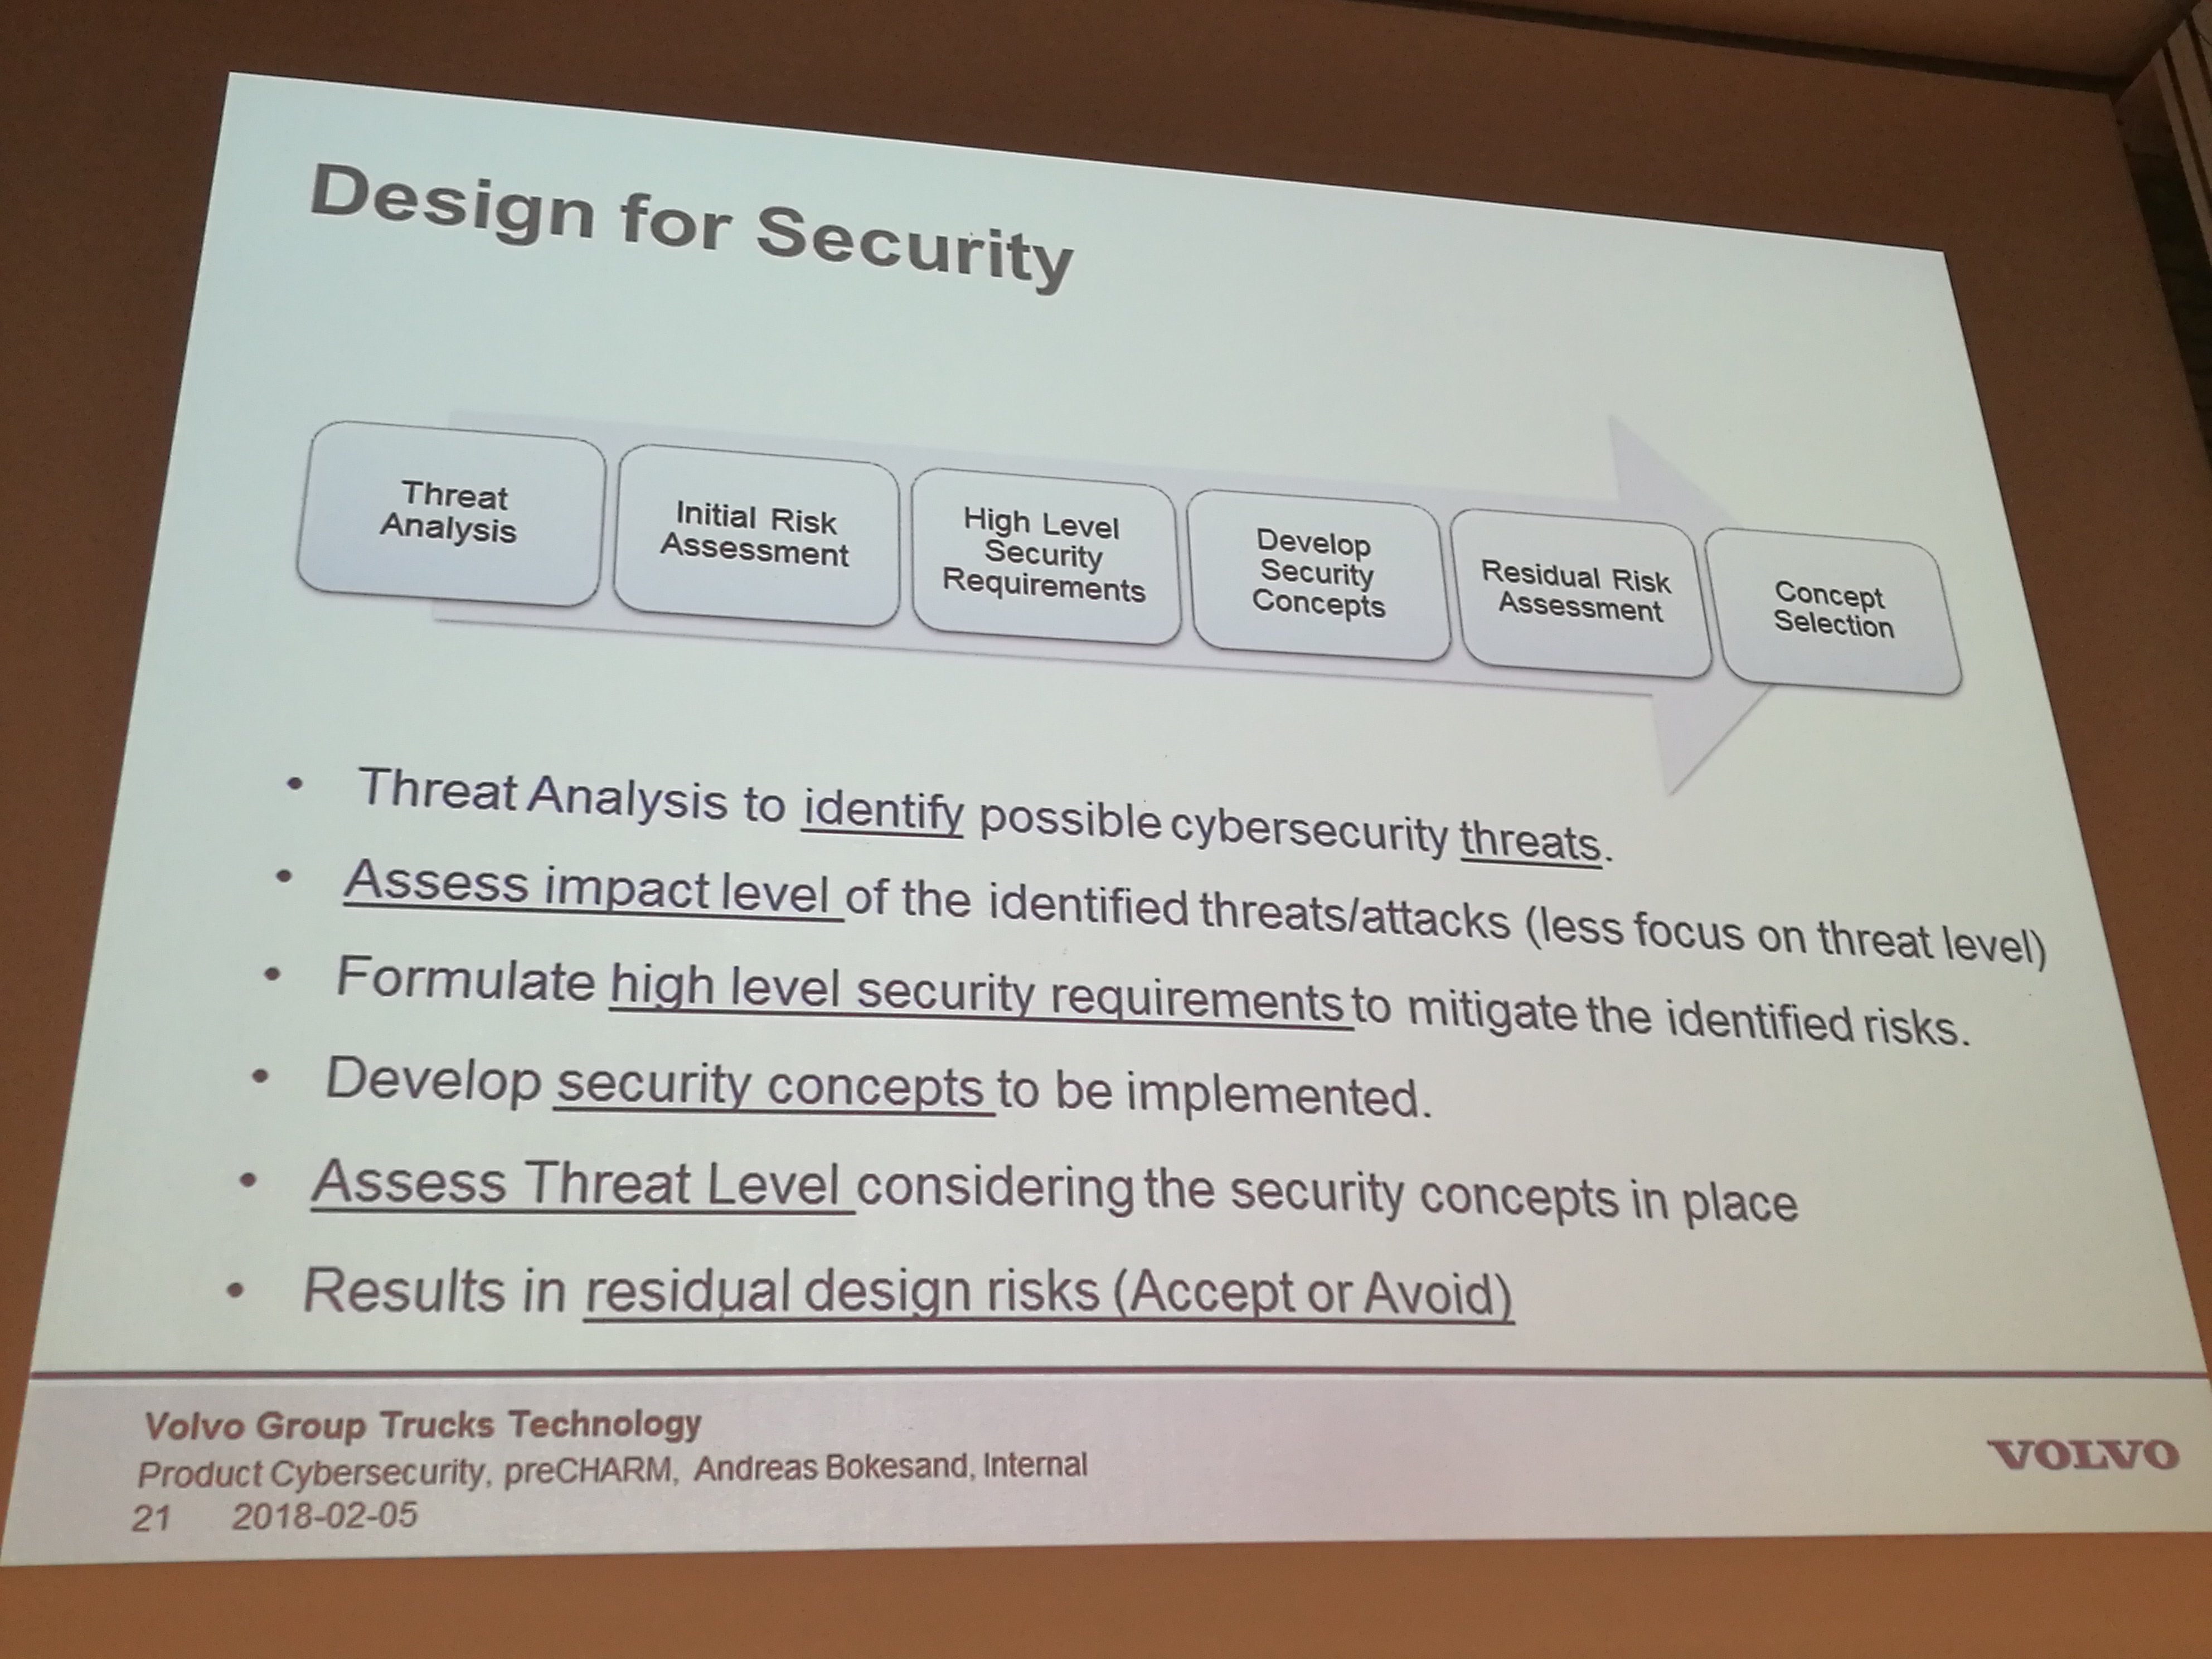 Design for Security
Threat
Analysis
Initial Risk
Assessment
High Level
Security
Requirements
Develop
Security
Concepts
Residual Risk
Assessment
Concept
Selection
• Threat Analysis to identify possible cybersecurity threats.
• Assess impact level of the identified threats/attacks (less focus on threat level)
• Formulate high level security requirements to mitigate the identified risks.
• Develop security concepts to be implemented.
• Assess Threat Level considering the security concepts in place
• Results in residual design risks (Accept or Avoid)
Volvo Group Trucks Technology
Product Cybersecurity, preCHARM, Andreas Bokesand, Internal
21 2018-02-05
VOLVO